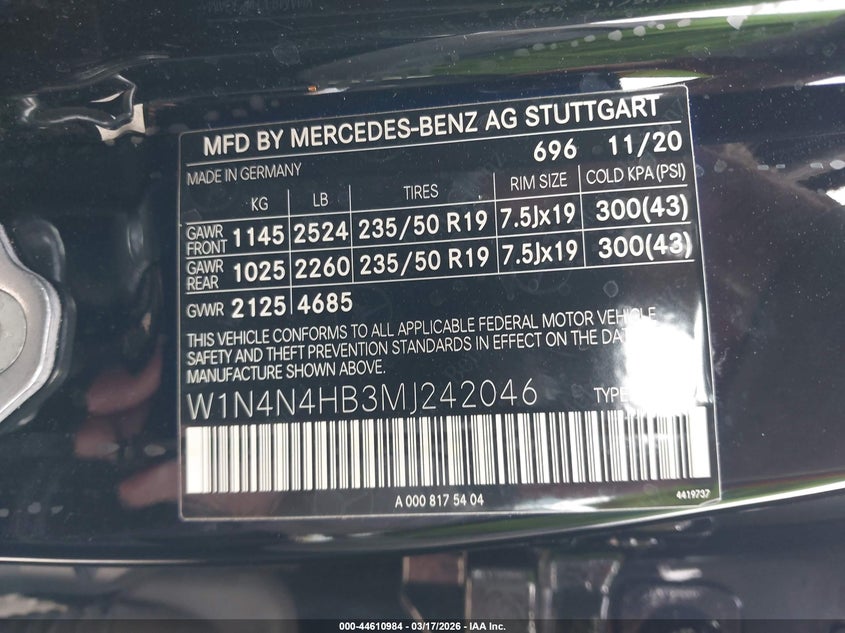 MFD BY MERCEDES-BENZ AG STUTTGART
MADE IN GERMANY 696 11/20
KG LB TIRES RIM SIZE COLD KPA (PSI)
GAWR FRONT 1145 2524 235/50 R19 7.5Jx19 300(43)
GAWR REAR 1025 2260 235/50 R19 7.5Jx19 300(43)
GVWR 2125 4685
THIS VEHICLE CONFORMS TO ALL APPLICABLE FEDERAL MOTOR VEHICLE
SAFETY AND THEFT PREVENTION STANDARDS IN EFFECT ON THE DATE
MANUFACTURE SHOWN ABOVE.
W1N4N4HB3MJ242046 TYPE
A 000 817 54 04 4419737
000-44610984 - 03/17/2026 - IAA Inc.